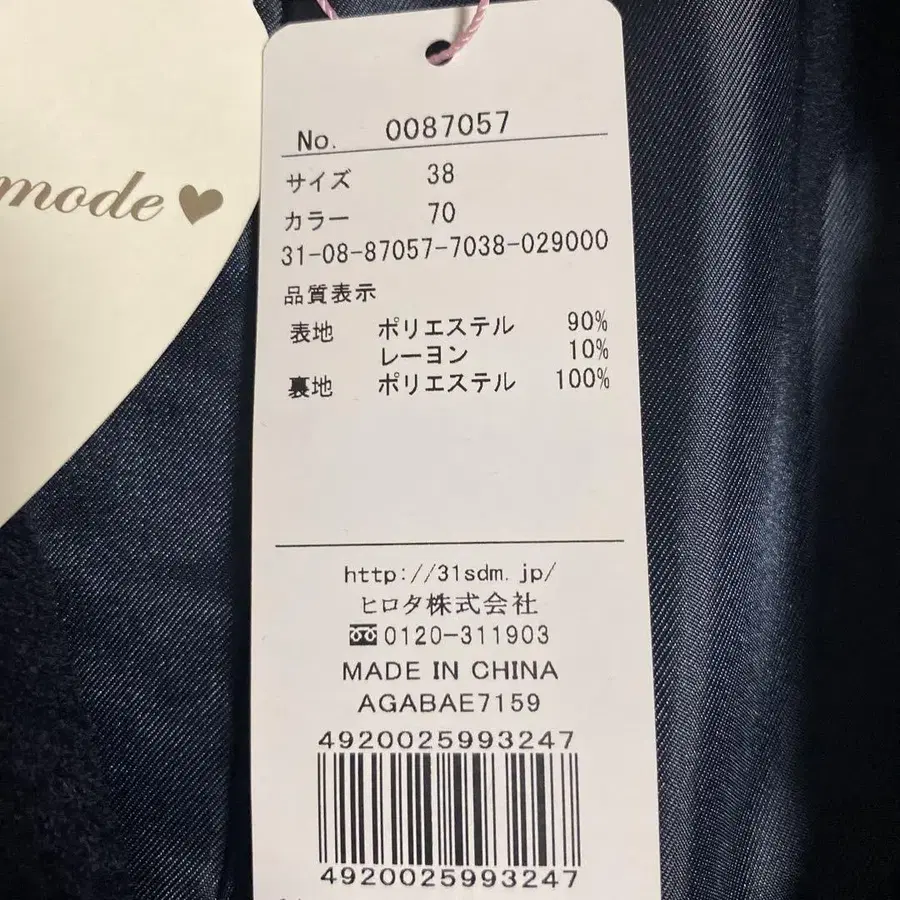 mode♥
No. 0087057
サイズ 38
カラー 70
31-08-87057-7038-029000
品質表示
表地 ポリエステル 90%
レーヨン 10%
裏地 ポリエステル 100%
http://31sdm.jp/
ヒロタ株式会社
0120-311903
MADE IN CHINA
AGABAE7159
4920025993247
4920025993247